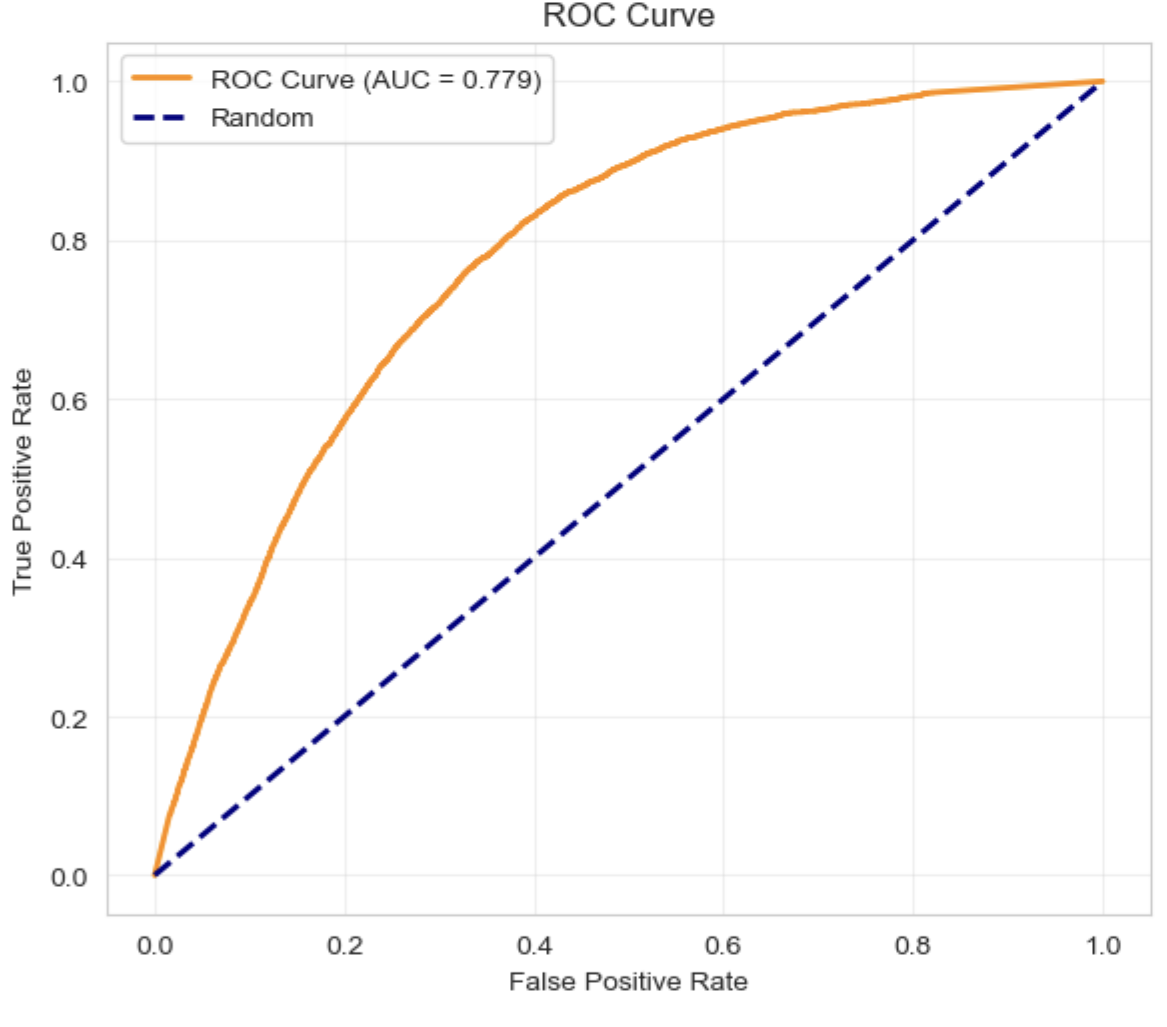 ROC Curve
ROC Curve (AUC = 0.779)
Random
True Positive Rate
1.0
0.8
0.6
0.4
0.2
0.0
0.0 0.2 0.4 0.6 0.8 1.0
False Positive Rate